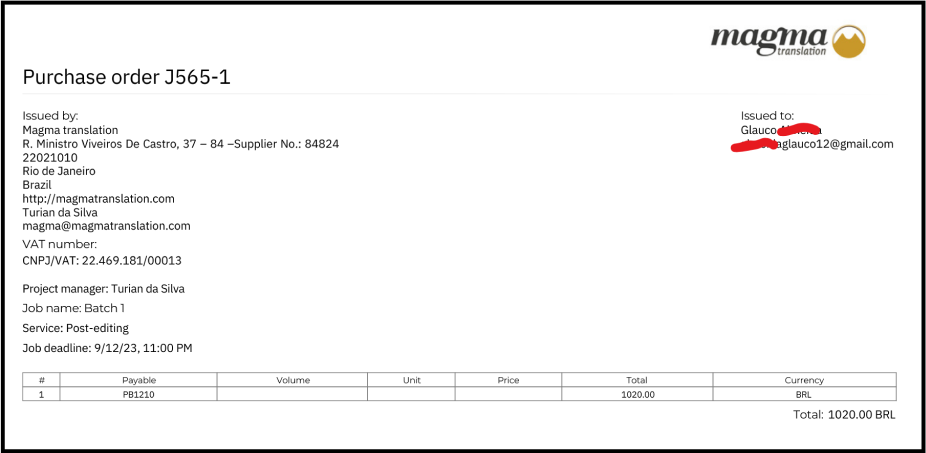 magma
translation
Purchase order J565-1
Issued by:
Magma translation
R. Ministro Viveiros De Castro, 37 – 84 –Supplier No.: 84824
22021010
Rio de Janeiro
Brazil
http://magmatranslation.com
Turian da Silva
magma@magmatranslation.com
VAT number:
CNPJ/VAT: 22.469.181/00013
Issued to:
Glauco
aglauco12@gmail.com
Project manager: Turian da Silva
Job name: Batch 1
Service: Post-editing
Job deadline: 9/12/23, 11:00 PM
# Payable Volume Unit Price Total Currency
1 PB1210 1020.00 BRL
Total: 1020.00 BRL